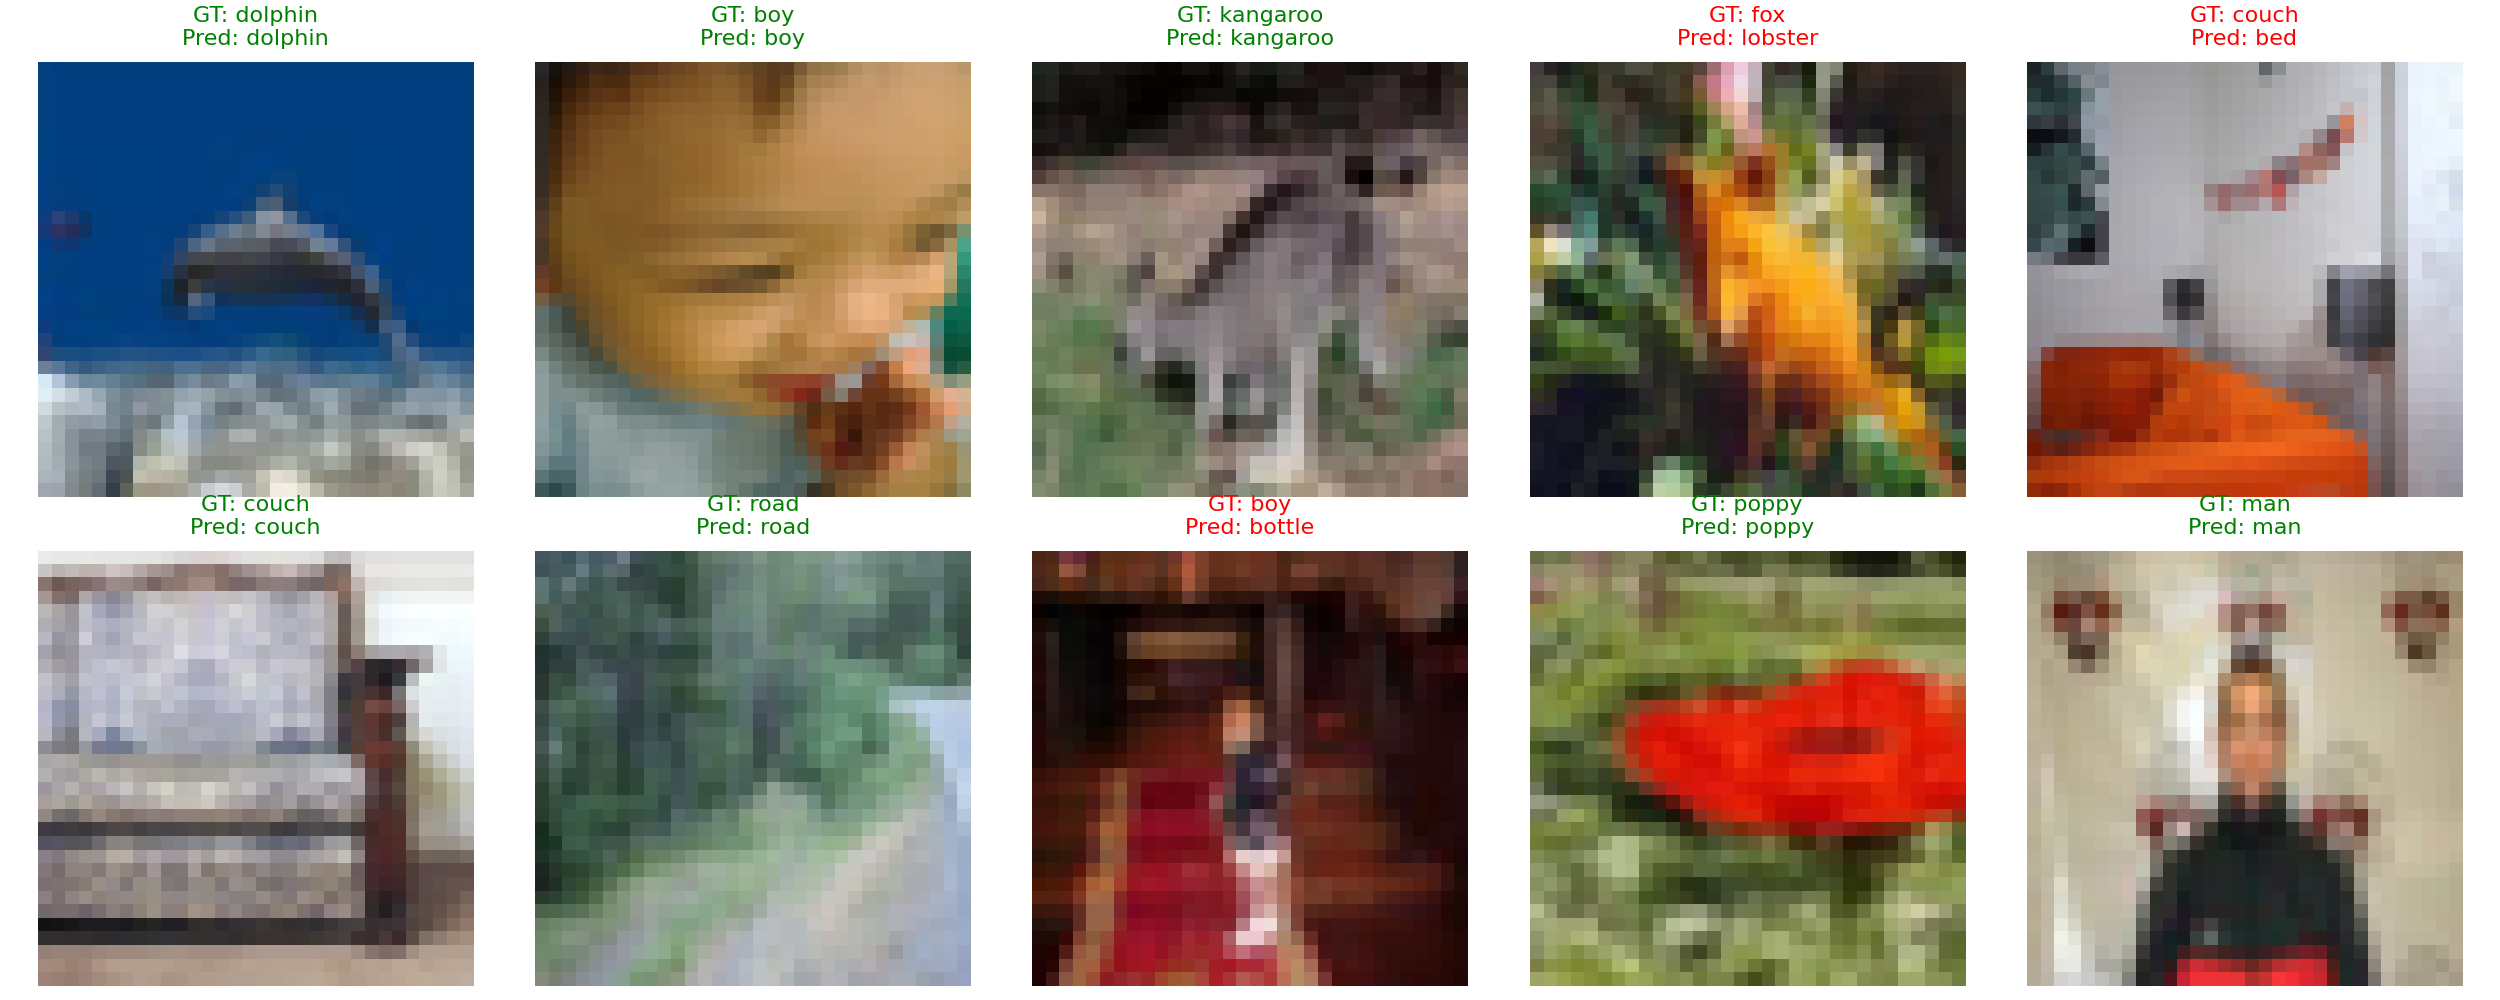 GT: dolphin
Pred: dolphin
GT: boy
Pred: boy
GT: kangaroo
Pred: kangaroo
GT: fox
Pred: lobster
GT: couch
Pred: bed
GT: couch
Pred: couch
GT: road
Pred: road
GT: boy
Pred: bottle
GT: poppy
Pred: poppy
GT: man
Pred: man